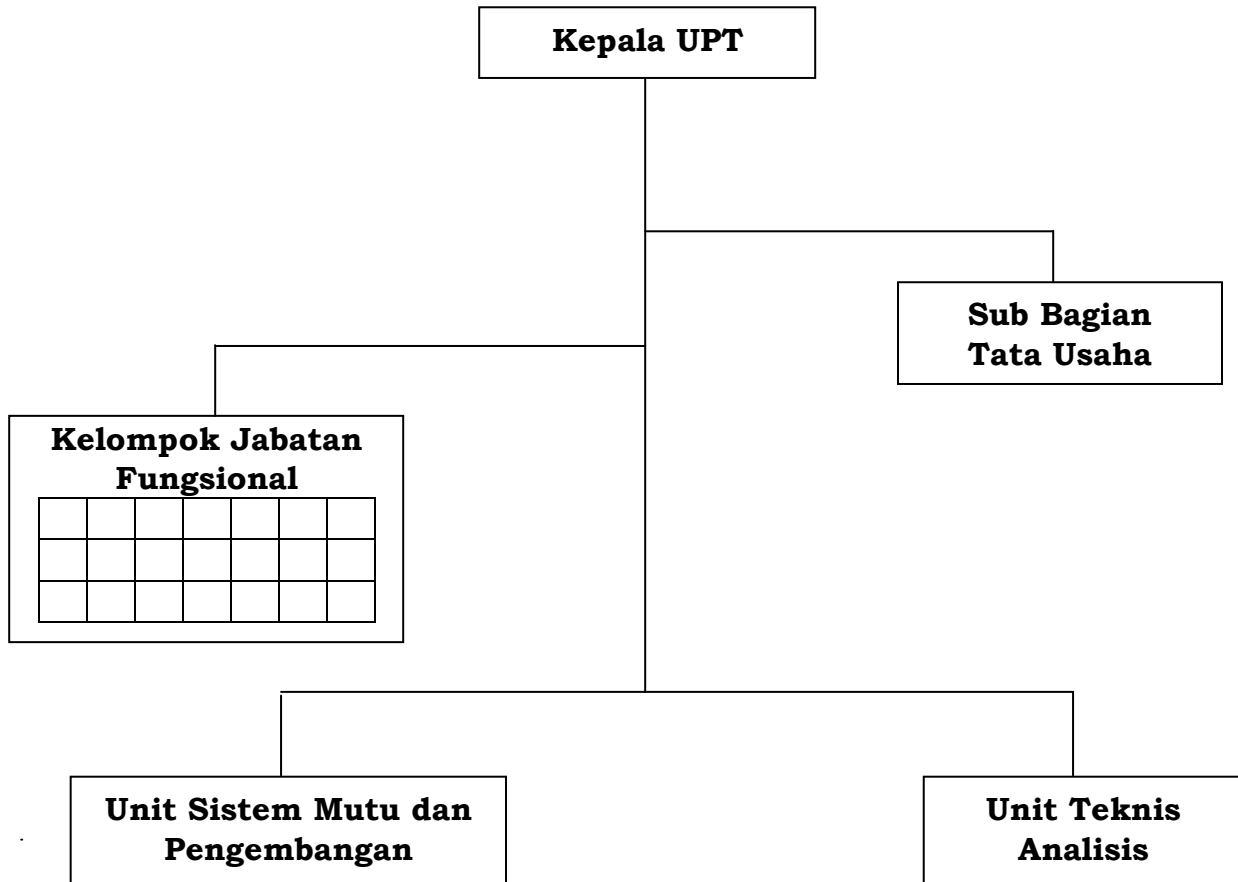 Kepala UPT
Sub Bagian
Tata Usaha
Kelompok Jabatan
Fungsional
Unit Sistem Mutu dan
Pengembangan
Unit Teknis
Analisis